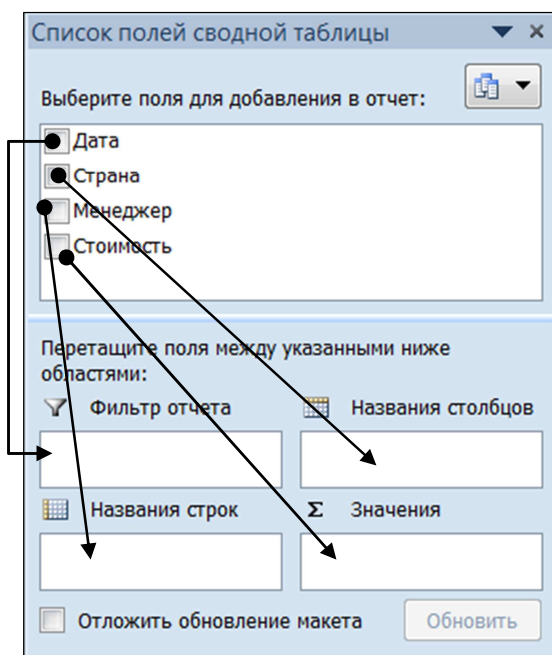 Список полей сводной таблицы
Выберите поля для добавления в отчет:
Дата
Страна
Менеджер
Стоимость
Перетащите поля между указанными ниже
областями:
Фильтр отчета
Названия столбцов
Названия строк
Σ Значения
Отложить обновление макета
Обновить